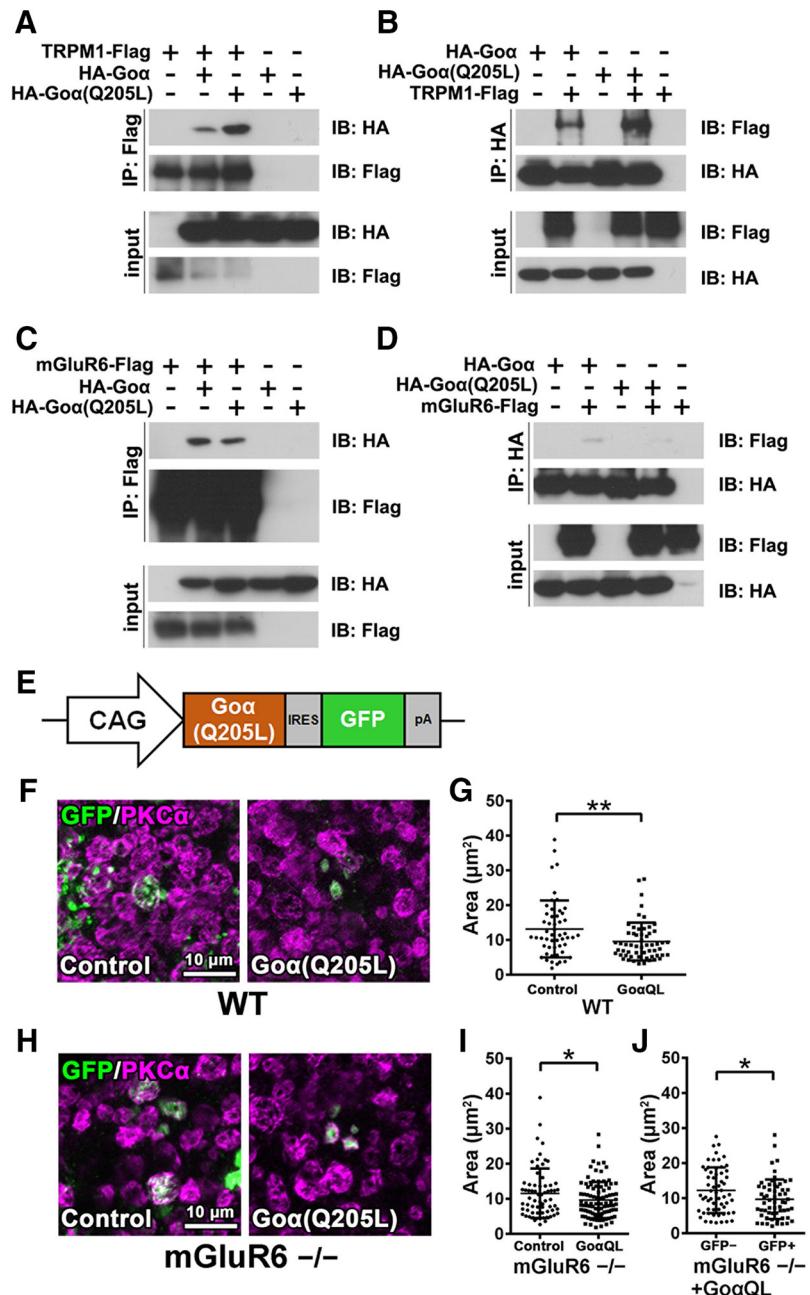 A
TRPM1-Flag + + + - -
HA-Goα - + - + -
HA-Goα(Q205L) - - + - +
IP: Flag
IB: HA
IB: Flag
input
IB: HA
IB: Flag
B
HA-Goα + + - - -
HA-Goα(Q205L) - - + + -
TRPM1-Flag - + - + +
IP: HA
IB: Flag
IB: HA
input
IB: Flag
IB: HA
C
mGluR6-Flag + + + - -
HA-Goα - + - + -
HA-Goα(Q205L) - - + - +
IP: Flag
IB: HA
IB: Flag
input
IB: HA
IB: Flag
D
HA-Goα + + - - -
HA-Goα(Q205L) - - + + -
mGluR6-Flag - + - + +
IP: HA
IB: Flag
IB: HA
input
IB: Flag
IB: HA
E
CAG
Goα
(Q205L)
IRES
GFP
pA
F
GFP/PKCα
Control
10 µm
Goα(Q205L)
WT
G
**
Area (µm²)
50
40
30
20
10
0
Control
GoαQL
WT
H
GFP/PKCα
Control
10 µm
Goα(Q205L)
mGluR6 –/–
I
*
Area (µm²)
50
40
30
20
10
0
Control
GoαQL
mGluR6 –/–
J
*
Area (µm²)
50
40
30
20
10
0
GFP–
GFP+
mGluR6 –/–
+GoαQL